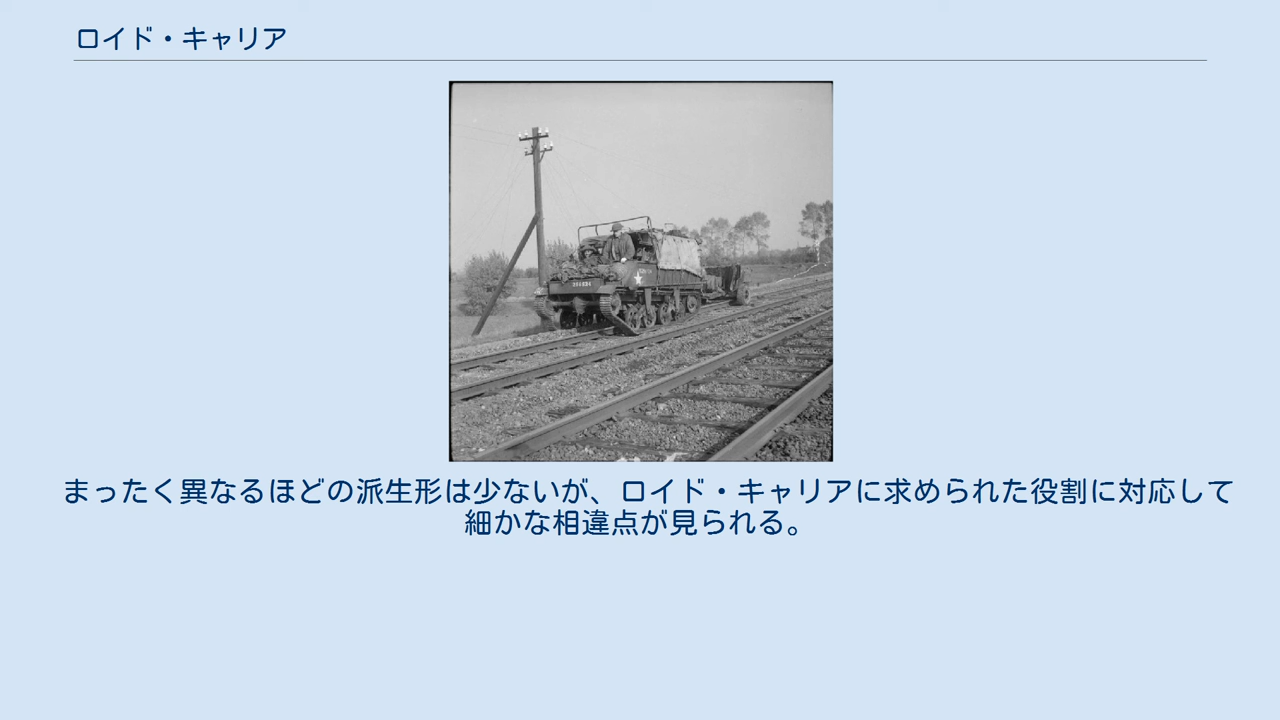 ロイド・キャリア
まったく異なるほどの派生形は少ないが、ロイド・キャリアに求められた役割に対応して
細かな相違点が見られる。